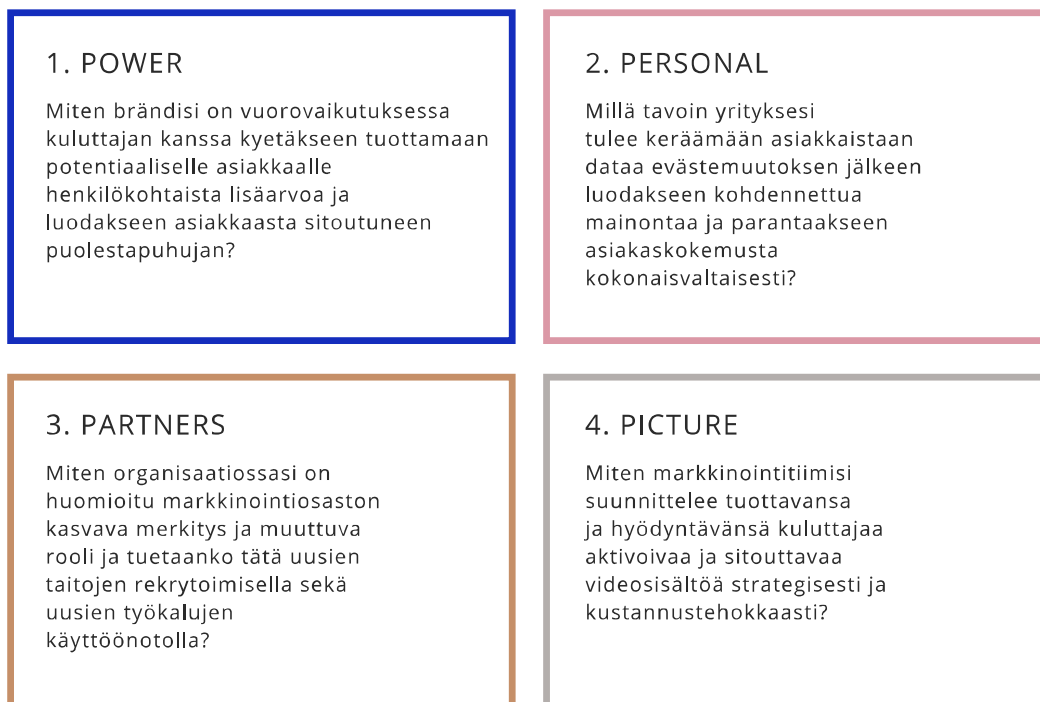 1. POWER
Miten brändisi on vuorovaikutuksessa
kuluttajan kanssa kyetäkseen tuottamaan
potentiaaliselle asiakkaalle
henkilökohtaista lisäarvoa ja
luodakseen asiakkaasta sitoutuneen
puolestapuhujan?
2. PERSONAL
Millä tavoin yrityksesi
tulee keräämään asiakkaistaan
dataa evästemuutoksen jälkeen
luodakseen kohdennettua
mainontaa ja parantaakseen
asiakaskokemusta
kokonaisvaltaisesti?
3. PARTNERS
Miten organisaatiossasi on
huomioitu markkinointiosaston
kasvava merkitys ja muuttuva
rooli ja tuetaanko tätä uusien
taitojen rekrytoimisella sekä
uusien työkalujen
käyttöönotolla?
4. PICTURE
Miten markkinointitiimisi
suunnittelee tuottavansa
ja hyödyntävänsä kuluttajaa
aktivoivaa ja sitouttavaa
videosisältöä strategisesti ja
kustannustehokkaasti?